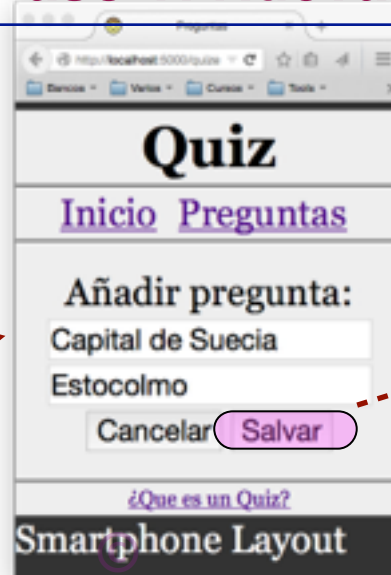 Preguntas
http://localhost:5000/quizes
Bancos Varios Cursos Tools
Quiz
Inicio Preguntas
Añadir pregunta:
Capital de Suecia
Estocolmo
Cancelar Salvar
¿Que es un Quiz?
Smartphone Layout